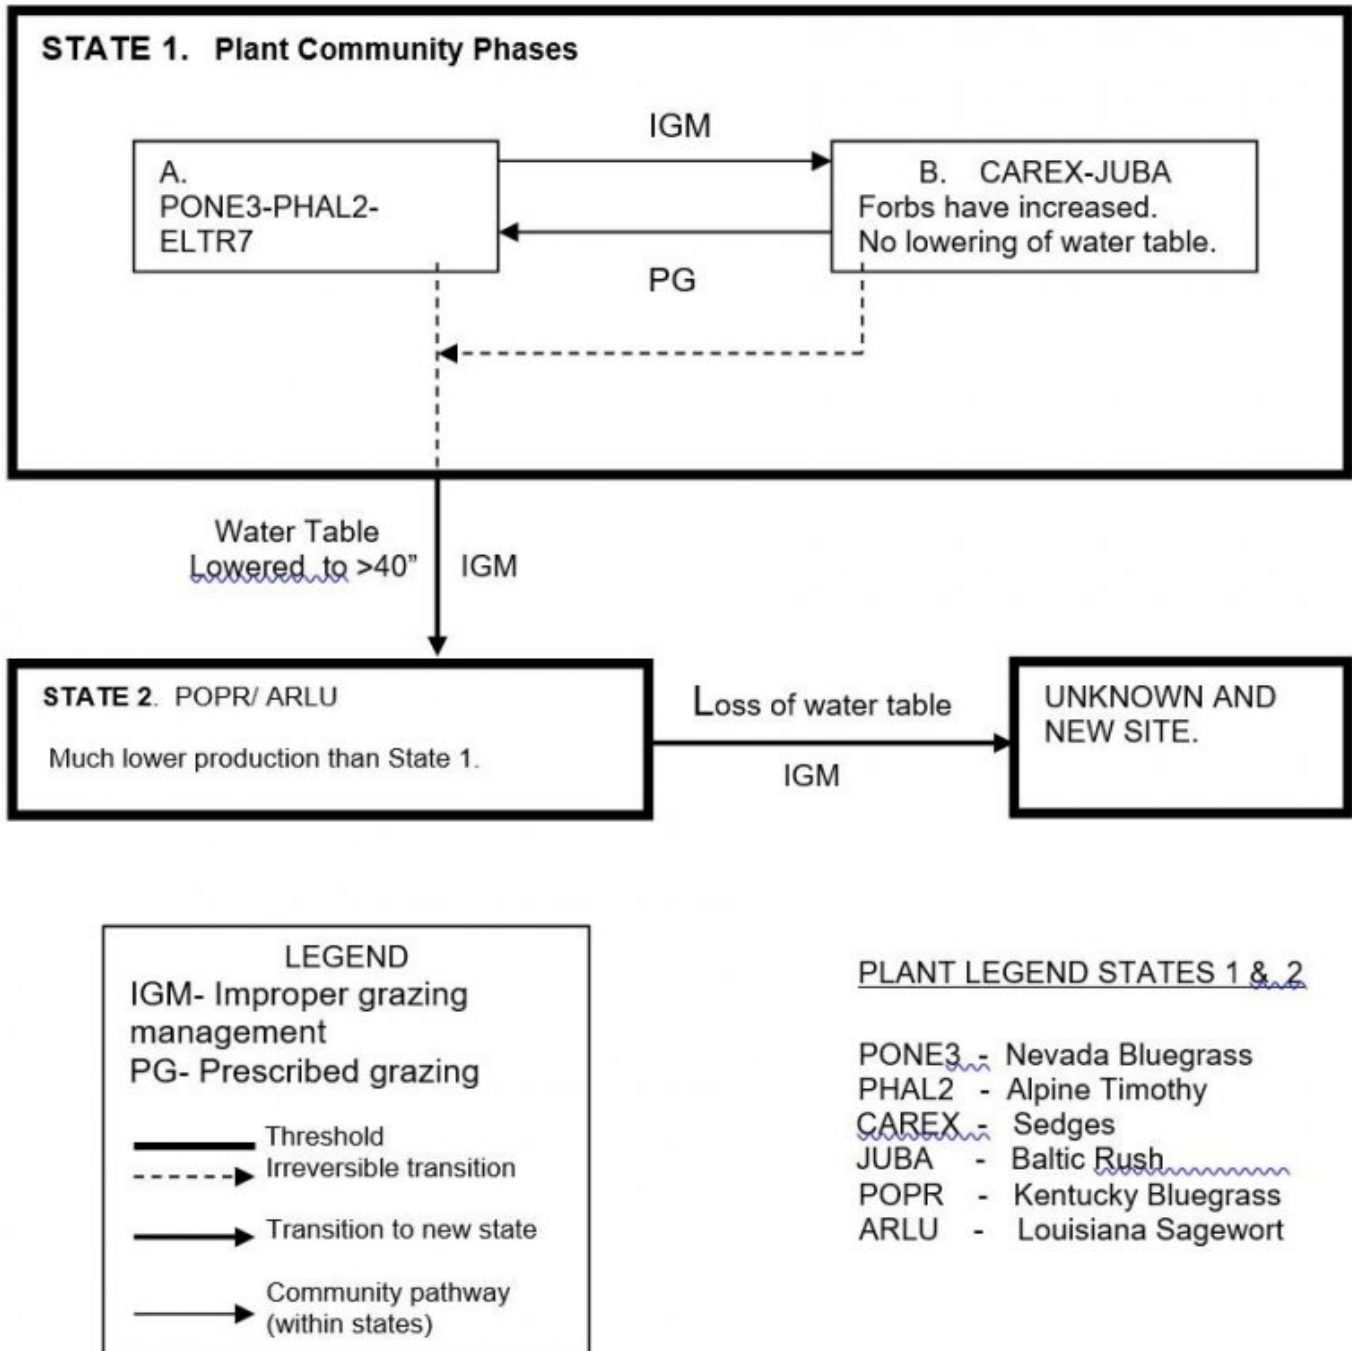 STATE 1. Plant Community Phases
IGM
A.
PONE3-PHAL2-
ELTR7
B. CAREX-JUBA
Forbs have increased.
No lowering of water table.
PG
Water Table
Lowered to >40”
IGM
STATE 2. POPR/ ARLU
Much lower production than State 1.
Loss of water table
IGM
UNKNOWN AND
NEW SITE.
LEGEND
IGM- Improper grazing
management
PG- Prescribed grazing
Threshold
Irreversible transition
Transition to new state
Community pathway
(within states)
PLANT LEGEND STATES 1 & 2
PONE3 - Nevada Bluegrass
PHAL2 - Alpine Timothy
CAREX - Sedges
JUBA - Baltic Rush
POPR - Kentucky Bluegrass
ARLU - Louisiana Sagewort